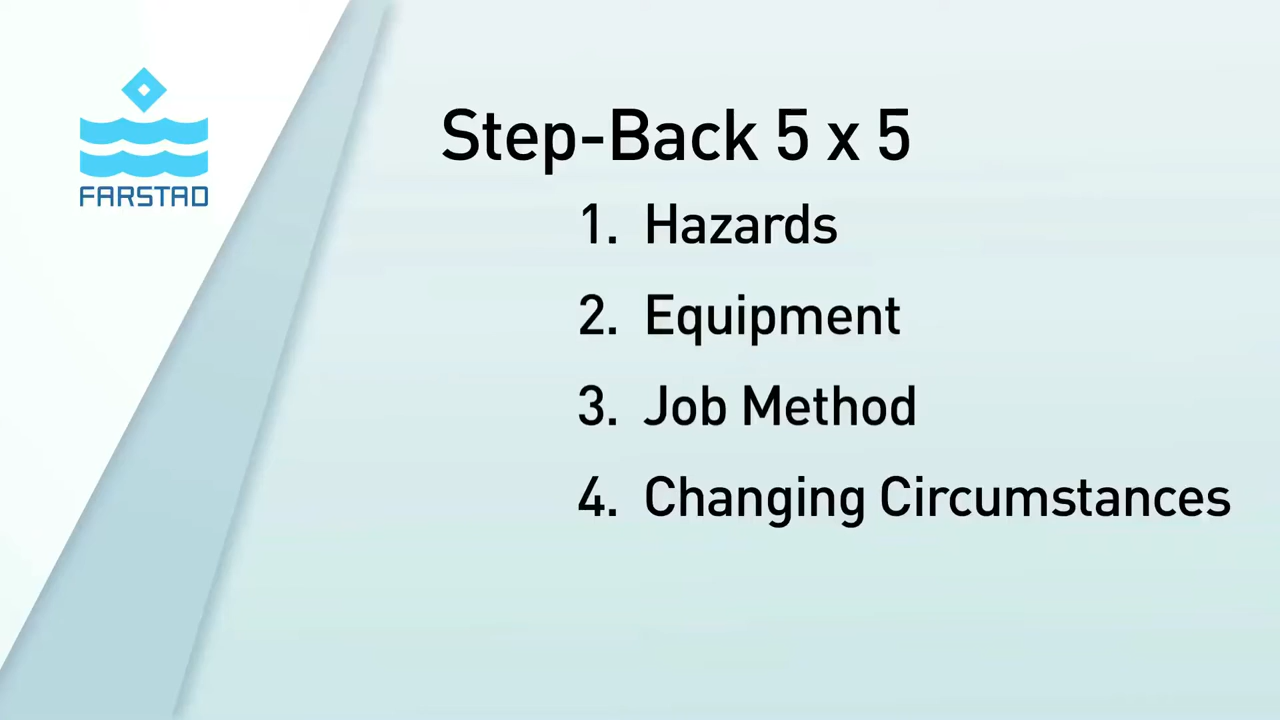 FARSTAD
Step-Back 5 x 5
1. Hazards
2. Equipment
3. Job Method
4. Changing Circumstances